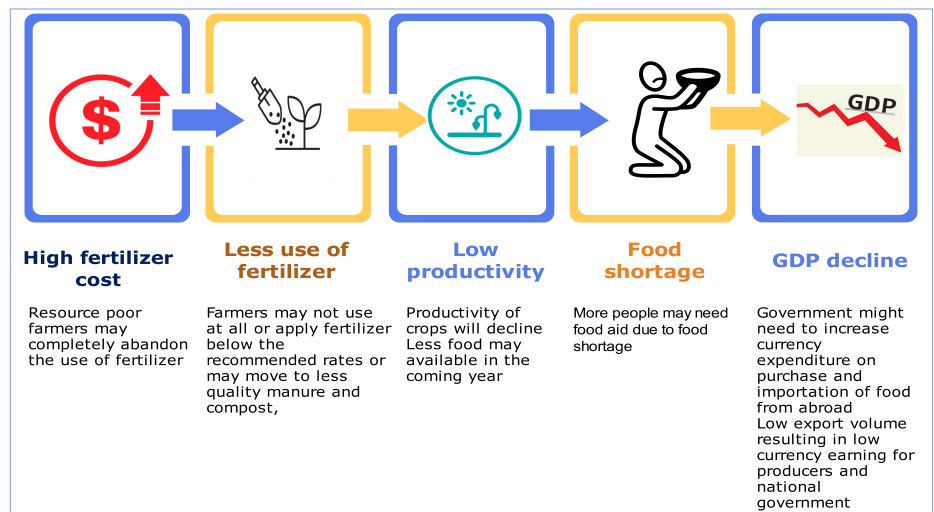 $
GDP
High fertilizer
cost
Less use of
fertilizer
Low
productivity
Food
shortage
GDP decline
Resource poor
farmers may
completely abandon
the use of fertilizer
Farmers may not use
at all or apply fertilizer
below the
recommended rates or
may move to less
quality manure and
compost,
Productivity of
crops will decline
Less food may
available in the
coming year
More people may need
food aid due to food
shortage
Government might
need to increase
currency
expenditure on
purchase and
importation of food
from abroad
Low export volume
resulting in low
currency earning for
producers and
national
government